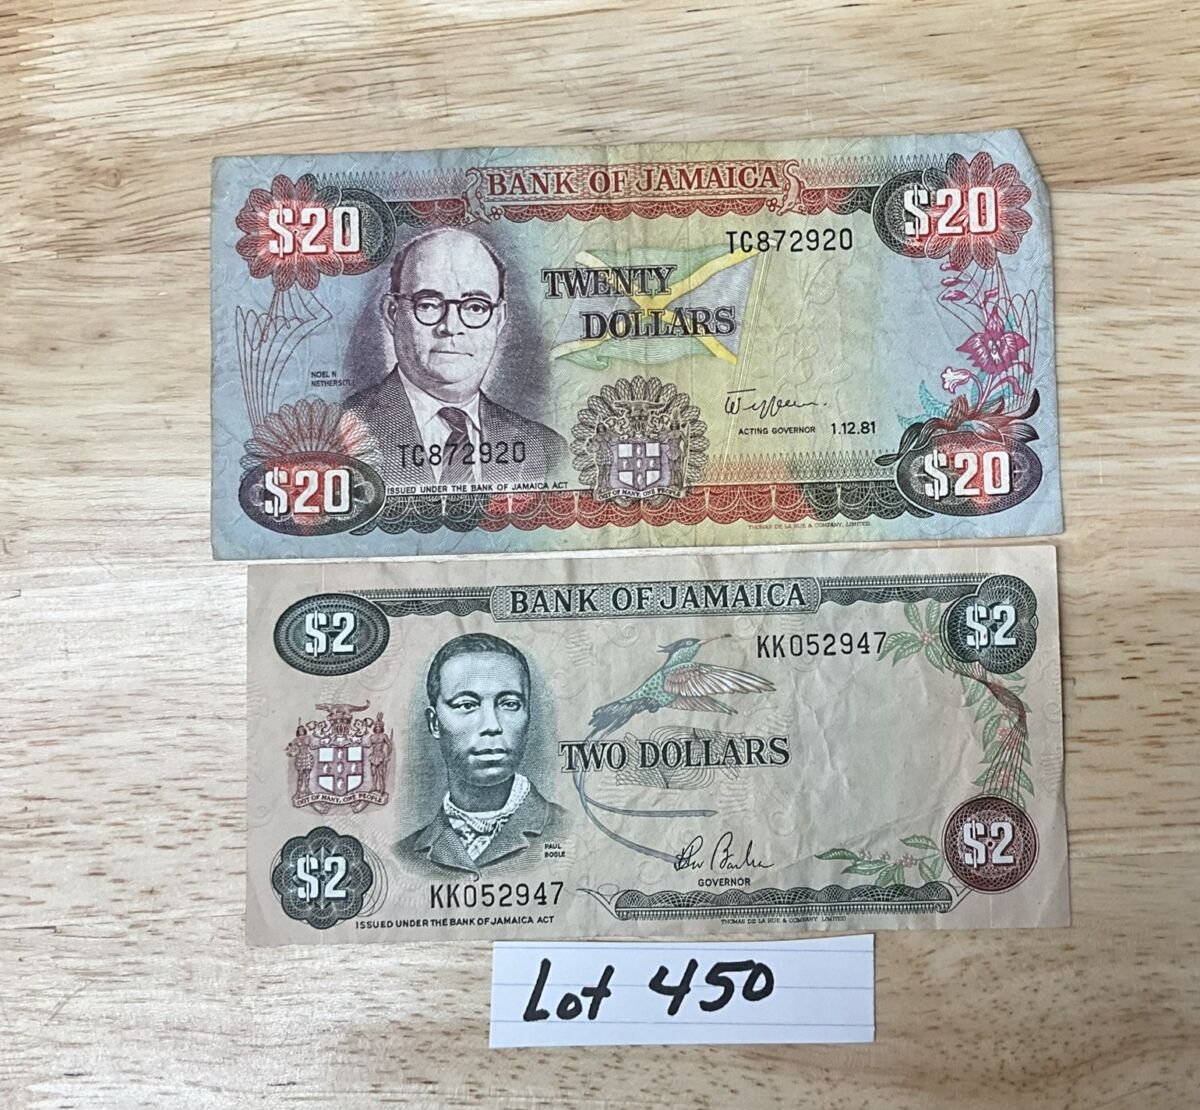 BANK OF JAMAICA
$20
$20
TC872920
TWENTY
DOLLARS
NOEL N
NETHERSOLE
ACTING GOVERNOR 1.12.81
TC872920
ISSUED UNDER THE BANK OF JAMAICA ACT
OUT OF MANY, ONE PEOPLE
$20
$20
THOMAS DE LA RUE & COMPANY, LIMITED.
BANK OF JAMAICA
$2
$2
KK052947
TWO DOLLARS
OUT OF MANY, ONE PEOPLE
PAUL
BOGLE
GOVERNOR
$2
$2
KK052947
ISSUED UNDER THE BANK OF JAMAICA ACT
THOMAS DE LA RUE & COMPANY, LIMITED
Lot 450